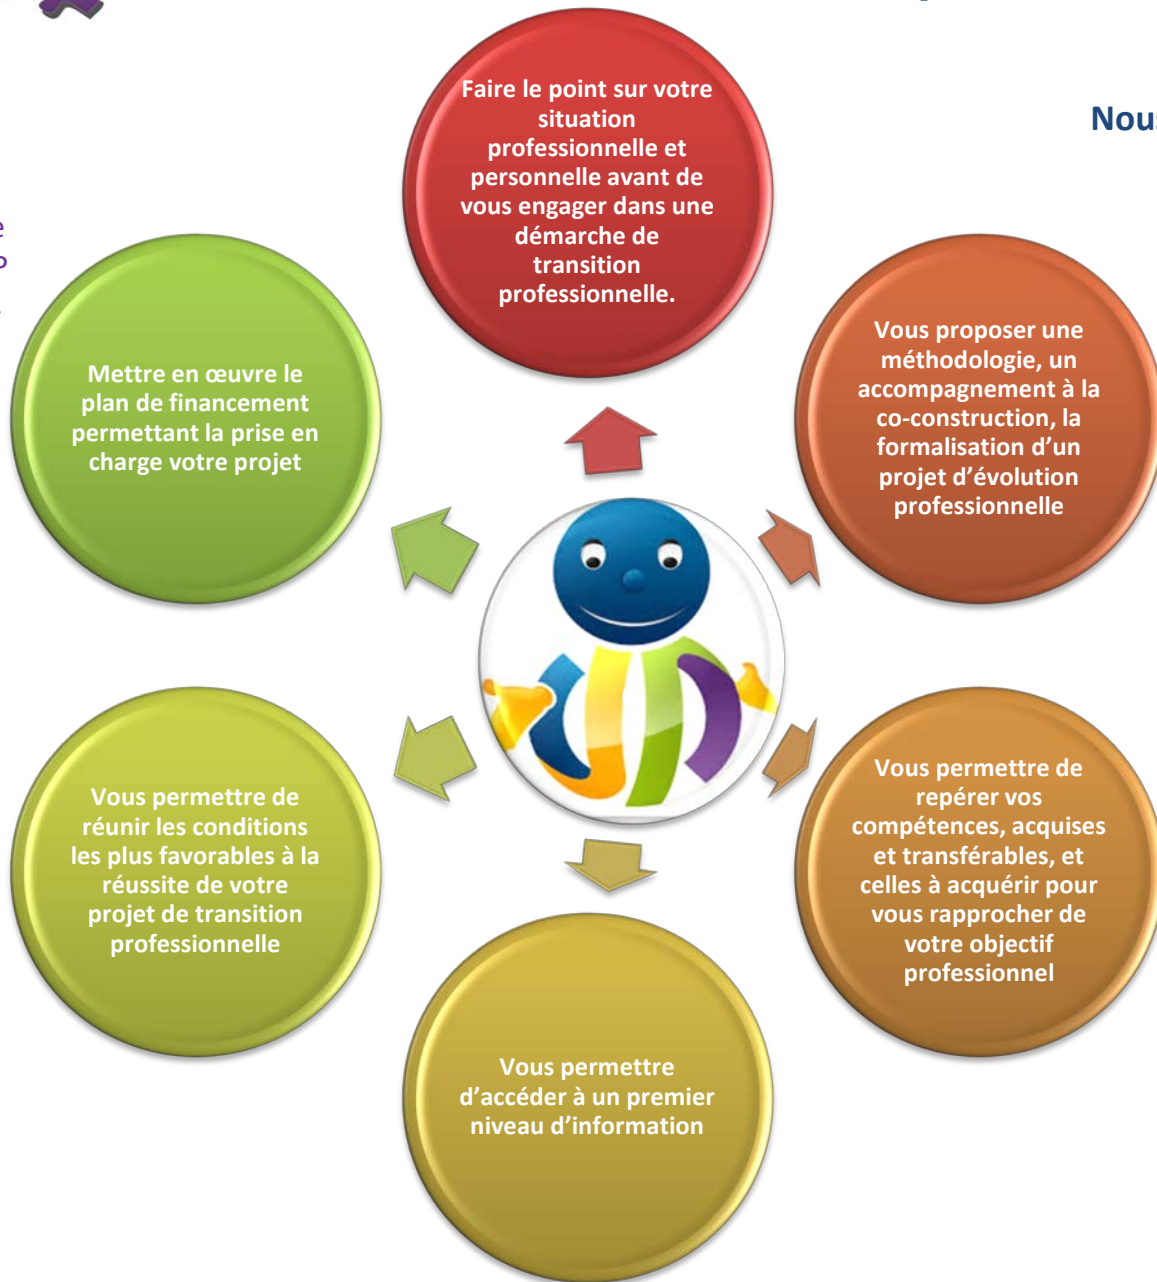 Faire le point sur votre
situation
professionnelle et
personnelle avant de
vous engager dans une
démarche de
transition
professionnelle.
Nous
Vous proposer une
méthodologie, un
accompagnement à la
co-construction, la
formalisation d’un
projet d’évolution
professionnelle
Vous permettre de
repérer vos
compétences, acquises
et transférables, et
celles à acquérir pour
vous rapprocher de
votre objectif
professionnel
Vous permettre
d’accéder à un premier
niveau d’information
Vous permettre de
réunir les conditions
les plus favorables à la
réussite de votre
projet de transition
professionnelle
Mettre en œuvre le
plan de financement
permettant la prise en
charge votre projet